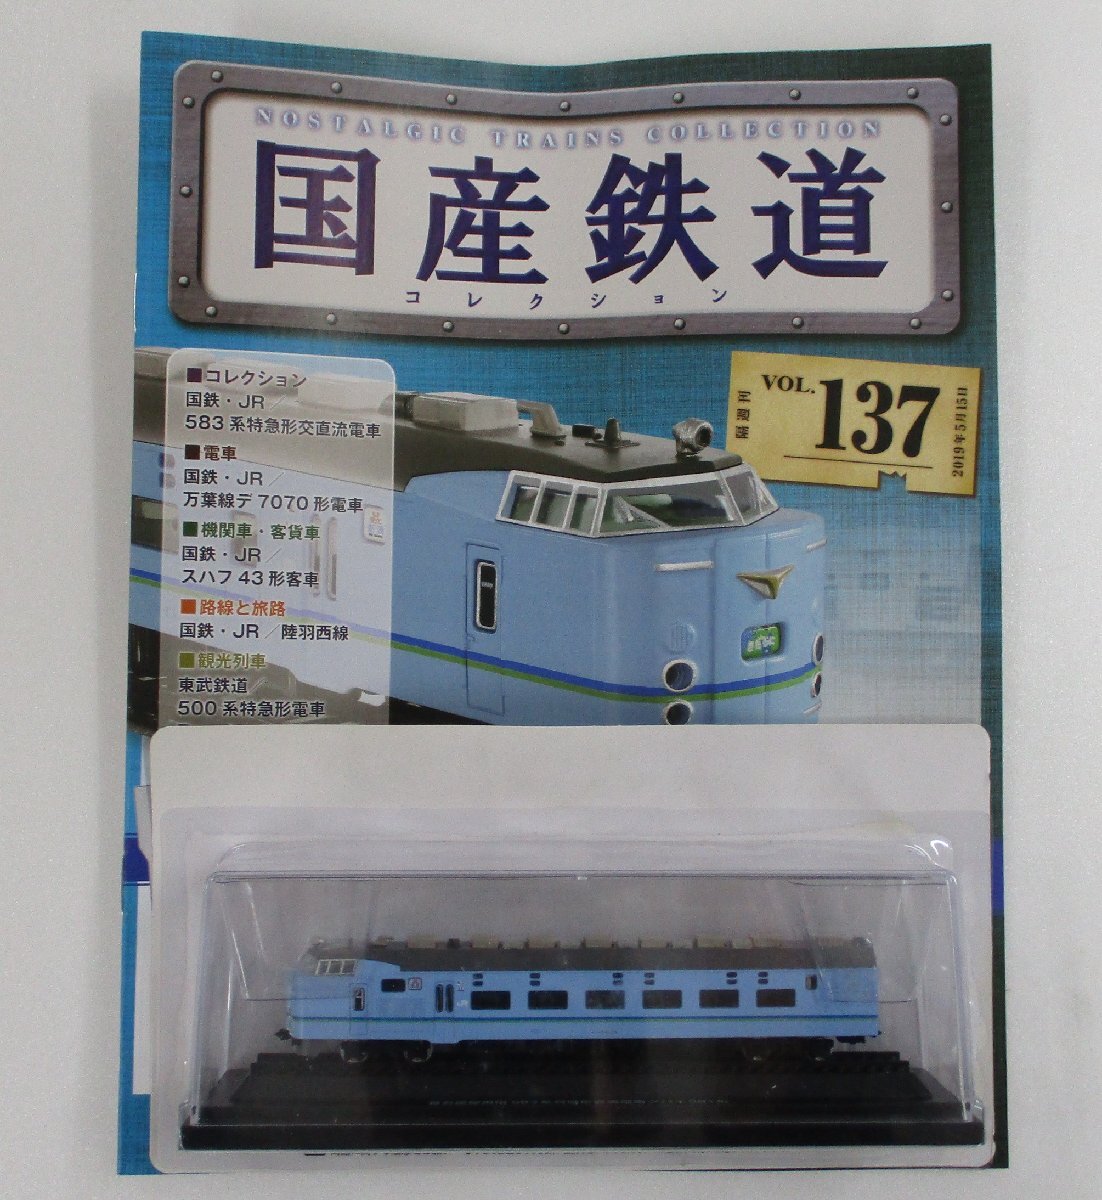 NOSTALGIC TRAINS COLLECTION
国産鉄道
コレクション
隔週刊
VOL. 137
2019年5月15日
■コレクション
国鉄・JR／
583系特急形交直流電車
■電車
国鉄・JR／
万葉線デ7070形電車
■機関車・客貨車
国鉄・JR／
スハフ43形客車
■路線と旅路
国鉄・JR／陸羽西線
■観光列車
東武鉄道／
500系特急形電車